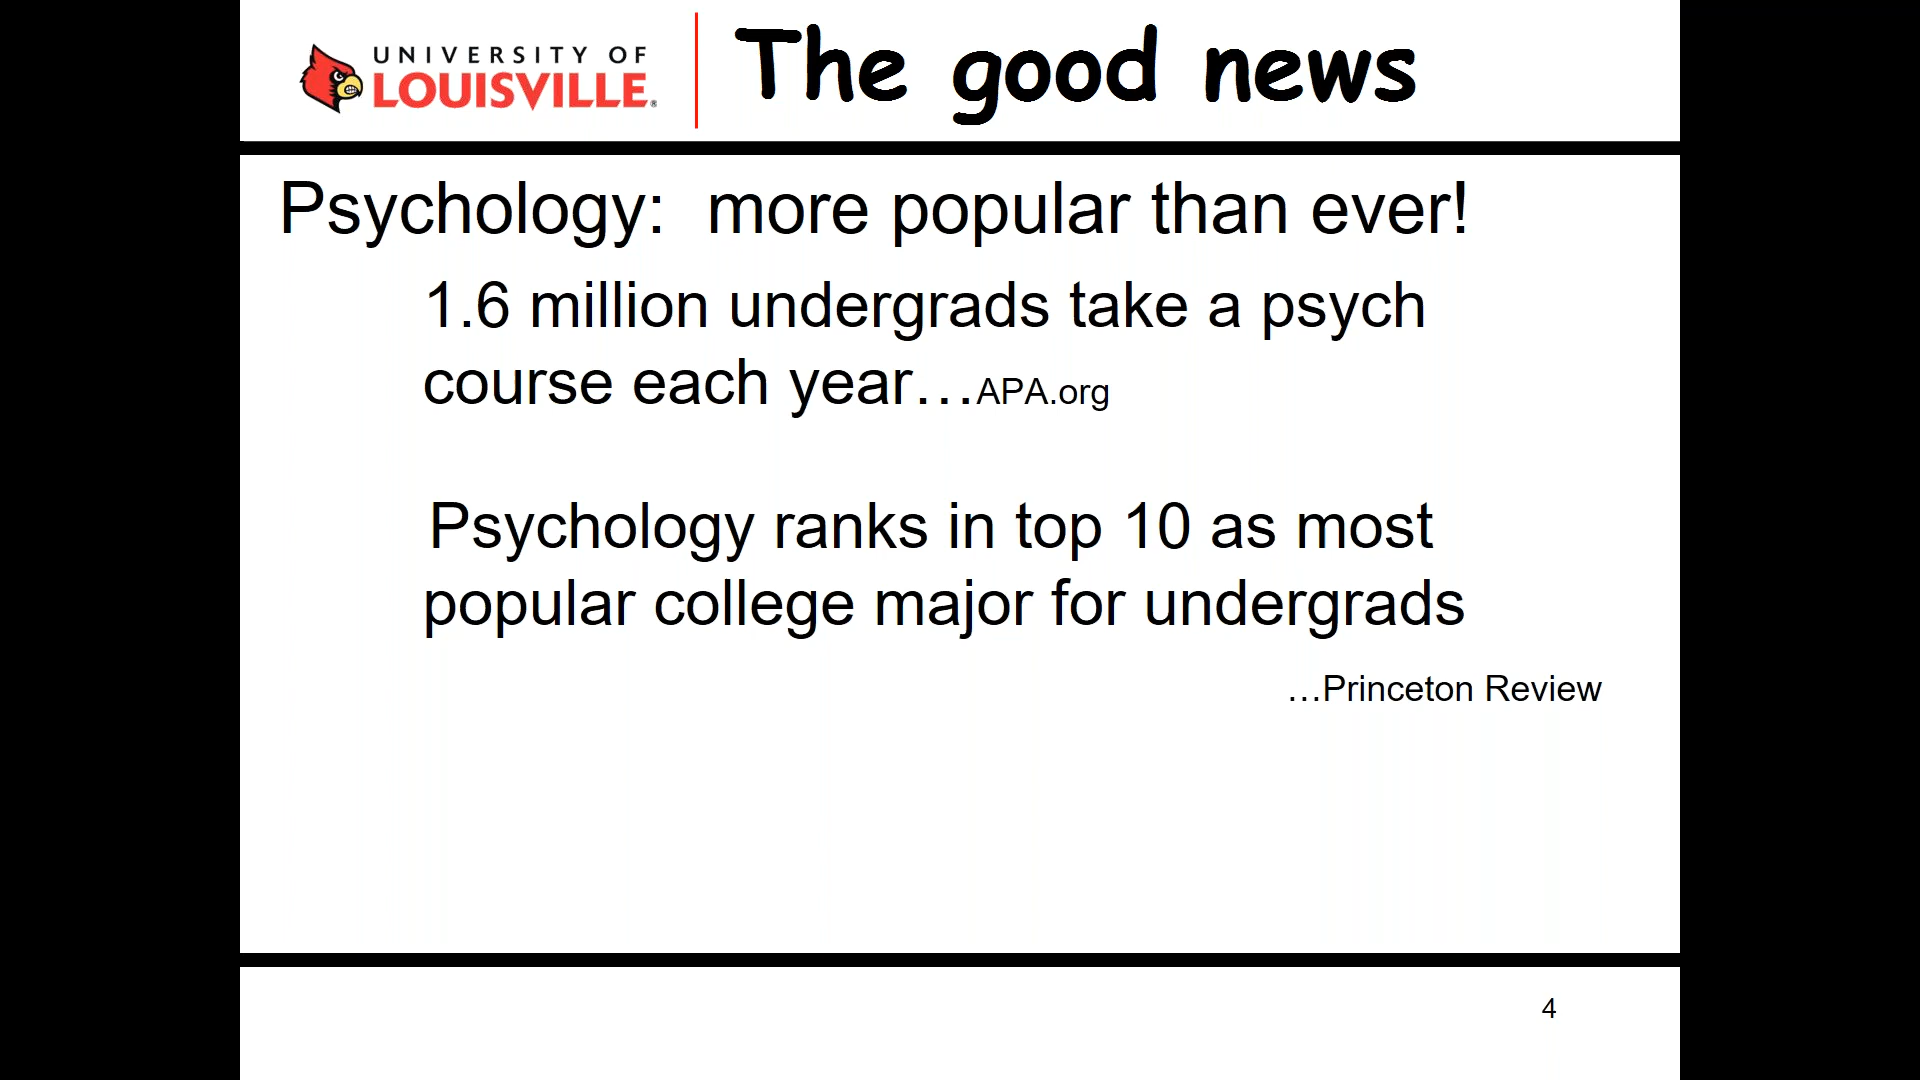 UNIVERSITY OF
LOUISVILLE®
The good news
Psychology:  more popular than ever!
1.6 million undergrads take a psych
course each year…APA.org
Psychology ranks in top 10 as most
popular college major for undergrads
…Princeton Review
4